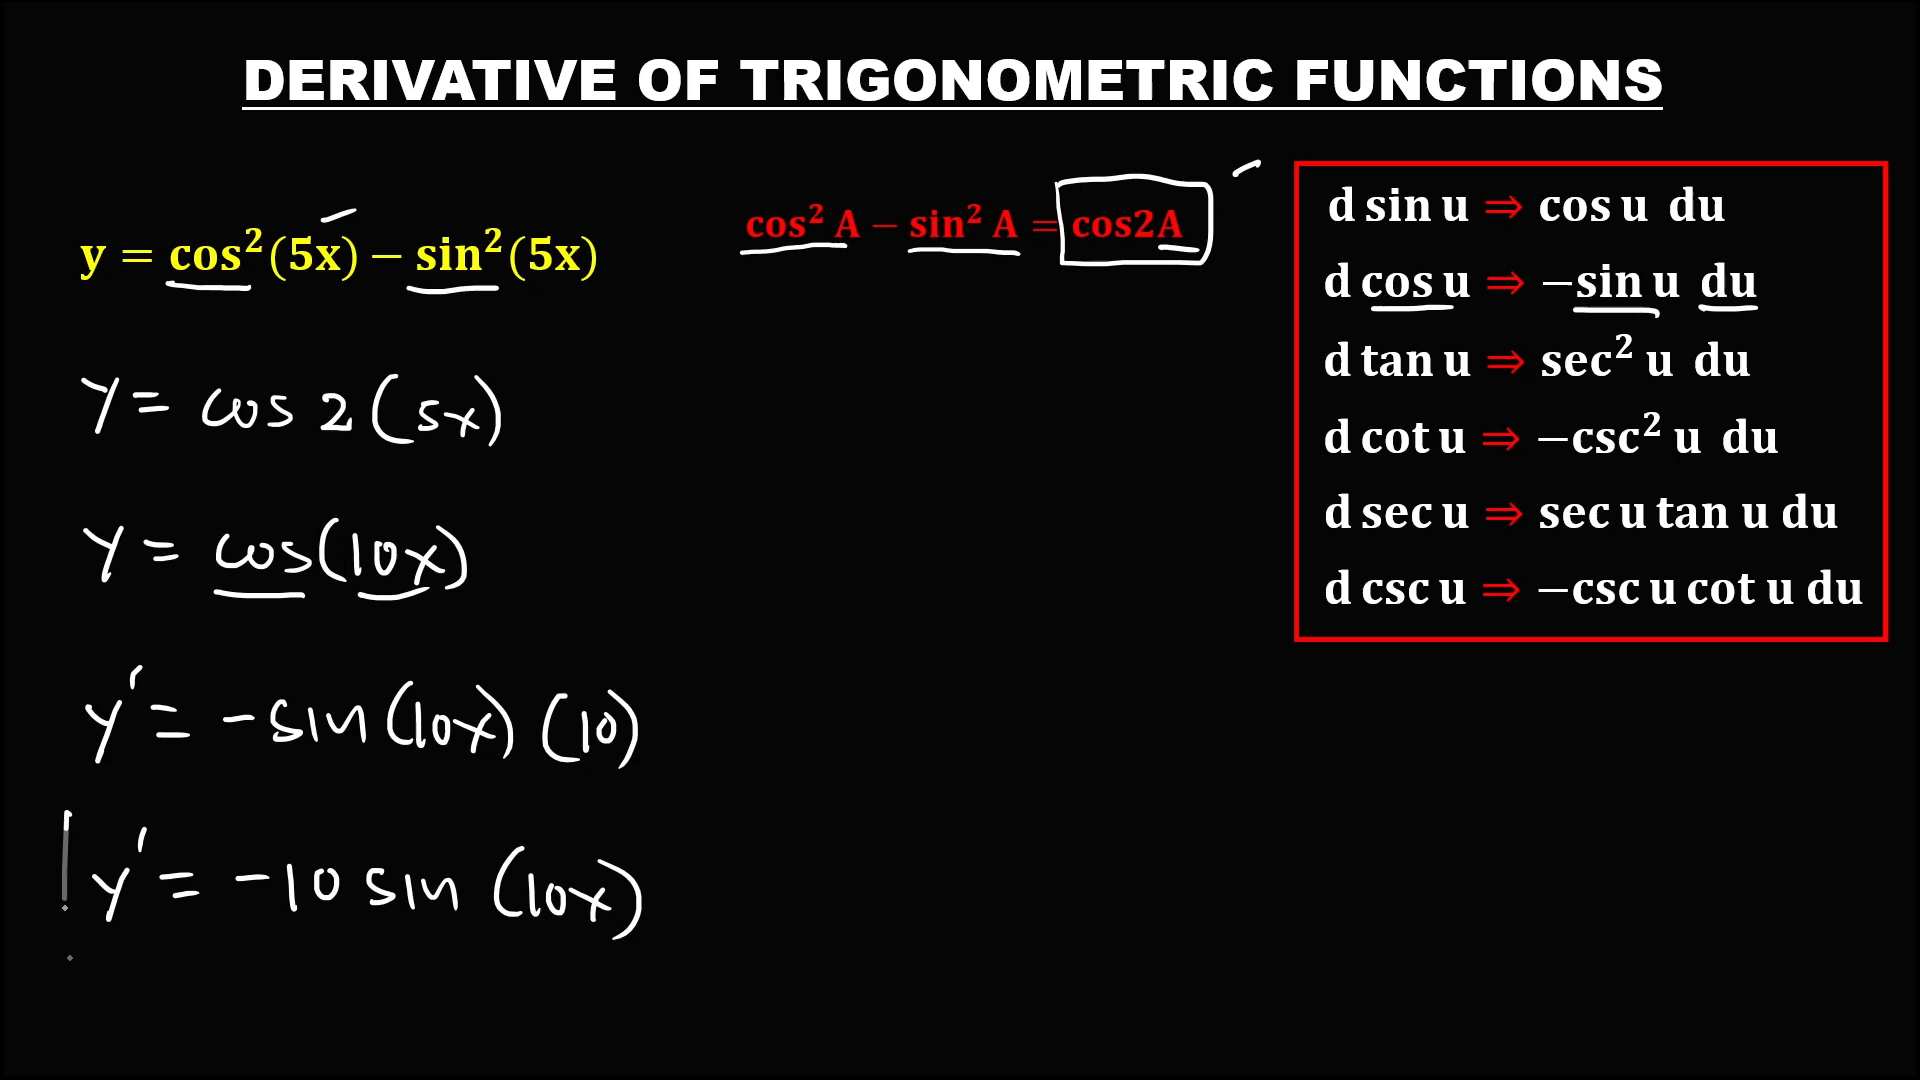 DERIVATIVE OF TRIGONOMETRIC FUNCTIONS
y = cos²(5x) − sin²(5x)
cos² A − sin² A = cos2A
y = cos 2(5x)
y = cos(10x)
y' = -sin(10x)(10)
y' = -10 sin(10x)
d sin u ⇒ cos u du
d cos u ⇒ −sin u du
d tan u ⇒ sec² u du
d cot u ⇒ −csc² u du
d sec u ⇒ sec u tan u du
d csc u ⇒ −csc u cot u du